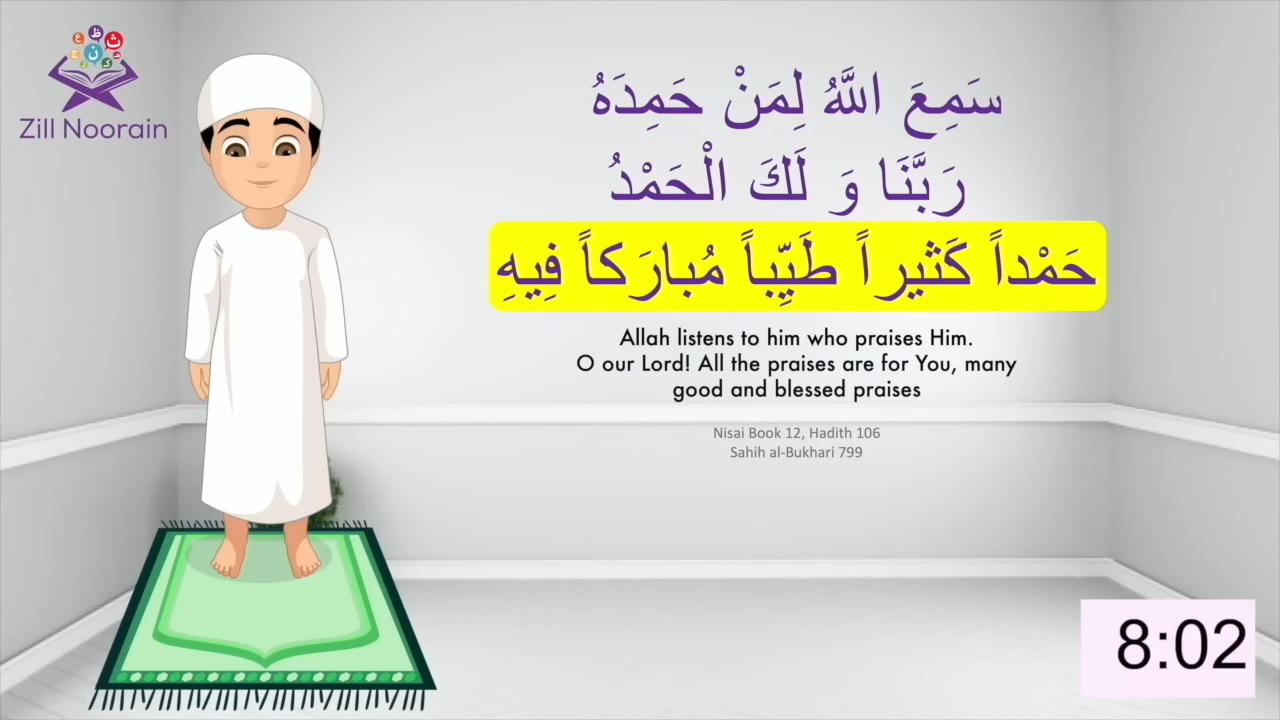 Zill Noorain
سَمِعَ اللَّهُ لِمَنْ حَمِدَهُ
رَبَّنَا وَ لَكَ الْحَمْدُ
حَمْداً كَثيراً طَيِّباً مُبارَكاً فِيهِ
Allah listens to him who praises Him.
O our Lord! All the praises are for You, many
good and blessed praises
Nisai Book 12, Hadith 106
Sahih al-Bukhari 799
8:02